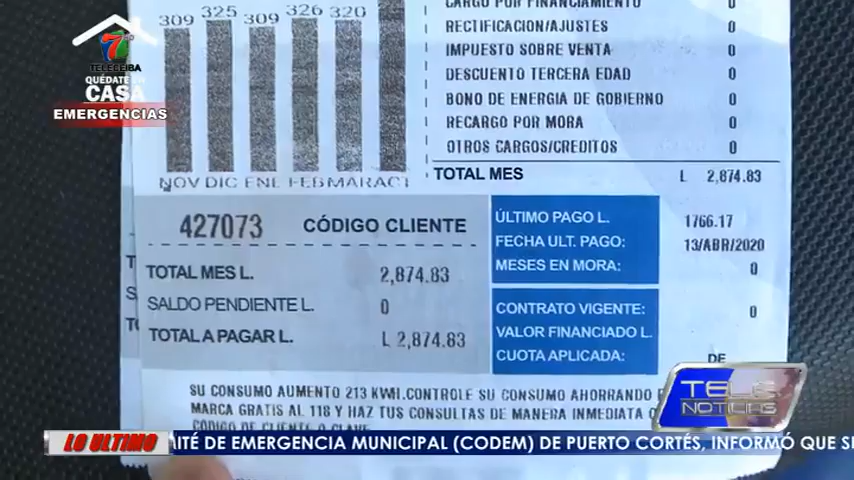 CARGO POR FINANCIAMIENTO 0
RECTIFICACION/AJUSTES 0
IMPUESTO SOBRE VENTA 0
DESCUENTO TERCERA EDAD 0
BONO DE ENERGIA DE GOBIERNO 0
RECARGO POR MORA 0
OTROS CARGOS/CREDITOS 0
TOTAL MES L 2,874.83
309 325 309 326 320
NOV DIC ENE FEB MAR ACT
7
TELECEIBA
QUÉDATE EN
CASA
EMERGENCIAS
427073 CÓDIGO CLIENTE
TOTAL MES L. 2,874.83
SALDO PENDIENTE L. 0
TOTAL A PAGAR L. L 2,874.83
ÚLTIMO PAGO L. 1766.17
FECHA ULT. PAGO: 13/ABR/2020
MESES EN MORA: 0
CONTRATO VIGENTE: 0
VALOR FINANCIADO L.
CUOTA APLICADA: DE
SU CONSUMO AUMENTO 213 KWH.CONTROLE SU CONSUMO AHORRANDO
MARCA GRATIS AL 118 Y HAZ TUS CONSULTAS DE MANERA INMEDIATA
CODIGO DE CLIENTE O CLAVE
TELE
NOTICIAS
LO ULTIMO
ITÉ DE EMERGENCIA MUNICIPAL (CODEM) DE PUERTO CORTÉS, INFORMÓ QUE